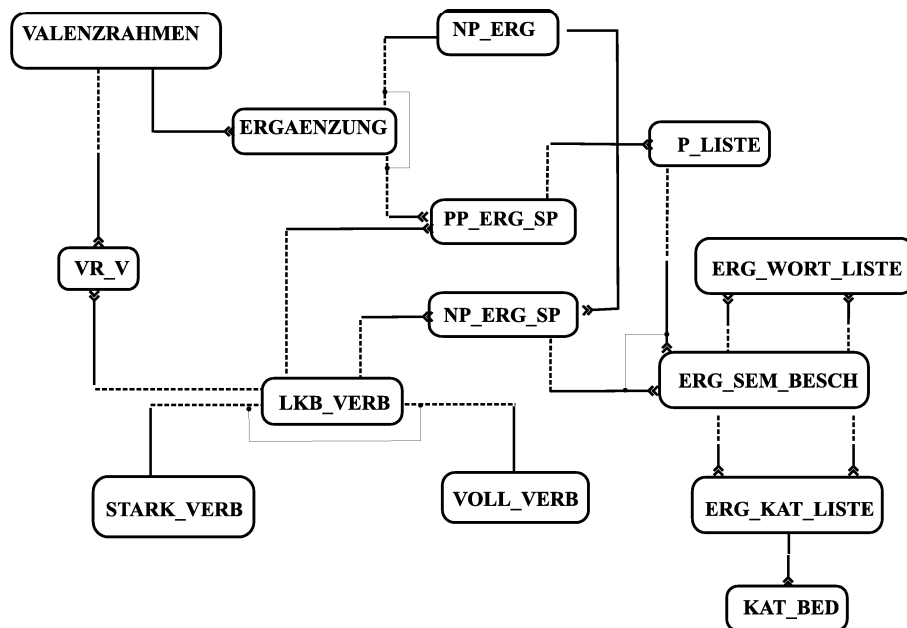 VALENZRAHMEN
NP_ERG
ERGAENZUNG
P_LISTE
PP_ERG_SP
VR_V
ERG_WORT_LISTE
NP_ERG_SP
ERG_SEM_BESCH
LKB_VERB
STARK_VERB
VOLL_VERB
ERG_KAT_LISTE
KAT_BED